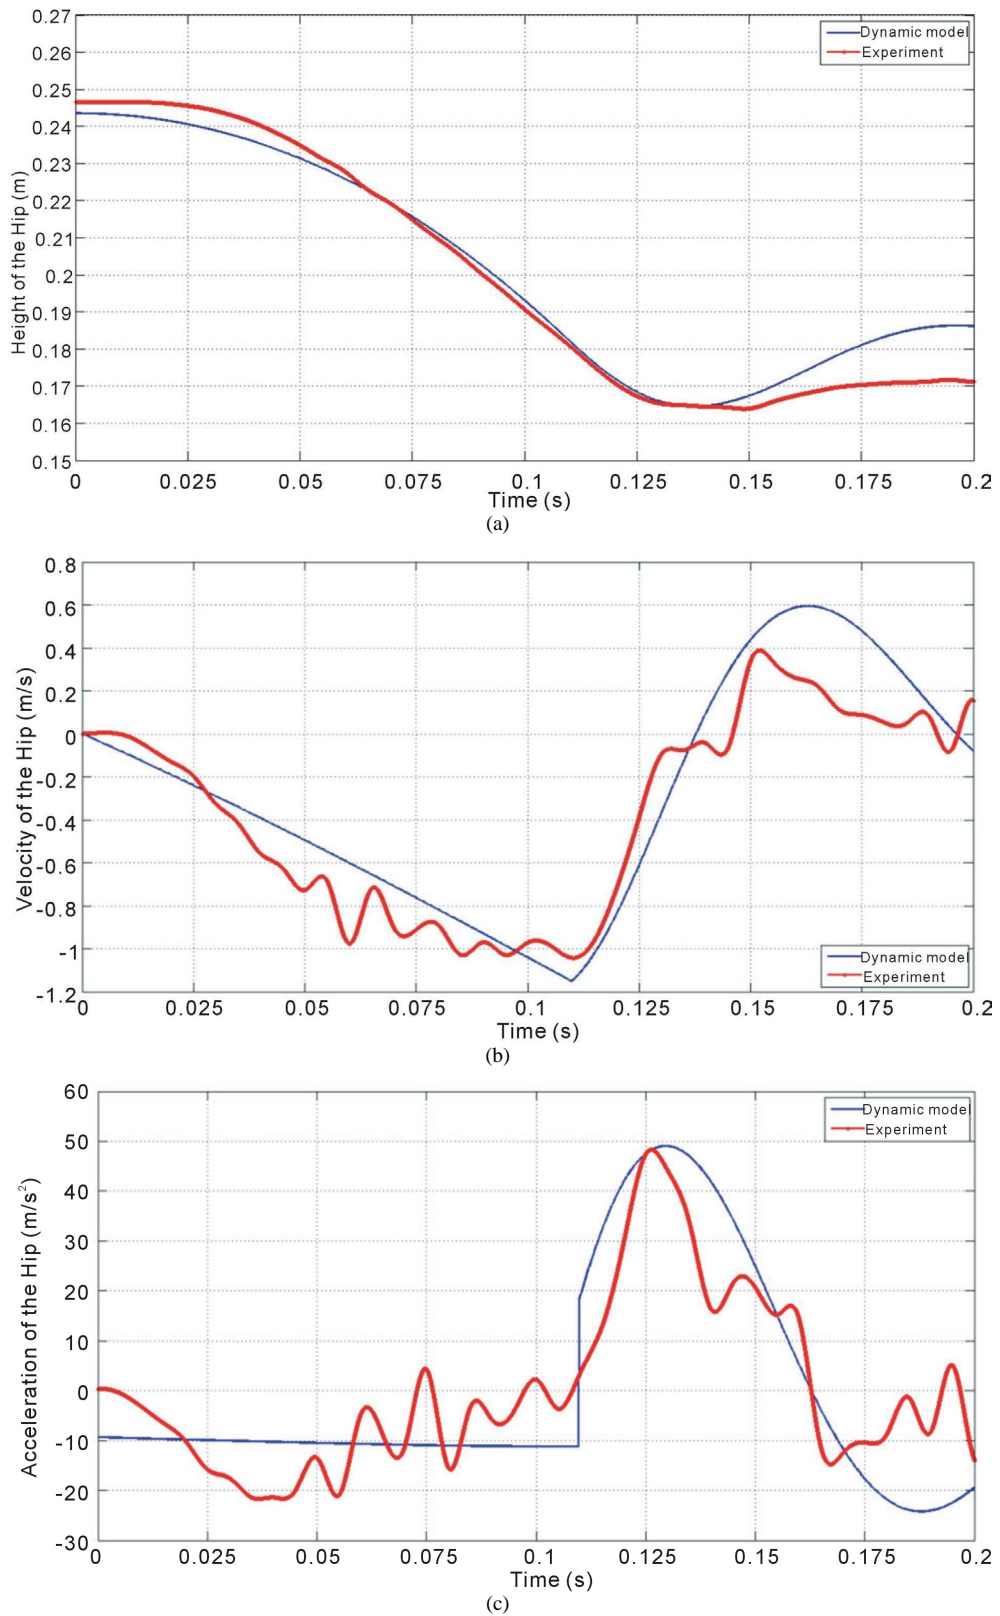 0.27
0.26
0.25
0.24
0.23
0.22
0.21
0.2
0.19
0.18
0.17
0.16
0.15
Height of the Hip (m)
Dynamic model
Experiment
0 0.025 0.05 0.075 0.1 0.125 0.15 0.175 0.2
Time (s)
(a)
0.8
0.6
0.4
0.2
0
-0.2
-0.4
-0.6
-0.8
-1
-1.2
Velocity of the Hip (m/s)
Dynamic model
Experiment
0 0.025 0.05 0.075 0.1 0.125 0.15 0.175 0.2
Time (s)
(b)
60
50
40
30
20
10
0
-10
-20
-30
Acceleration of the Hip (m/s²)
Dynamic model
Experiment
0 0.025 0.05 0.075 0.1 0.125 0.15 0.175 0.2
Time (s)
(c)